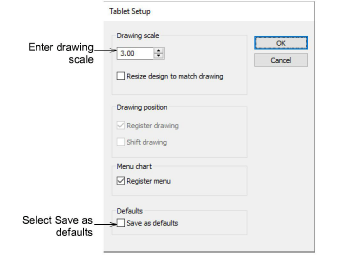 Tablet Setup
Drawing scale
Enter drawing
scale
3.00
OK
Cancel
Resize design to match drawing
Drawing position
Register drawing
Shift drawing
Menu chart
Register menu
Defaults
Select Save as
defaults
Save as defaults